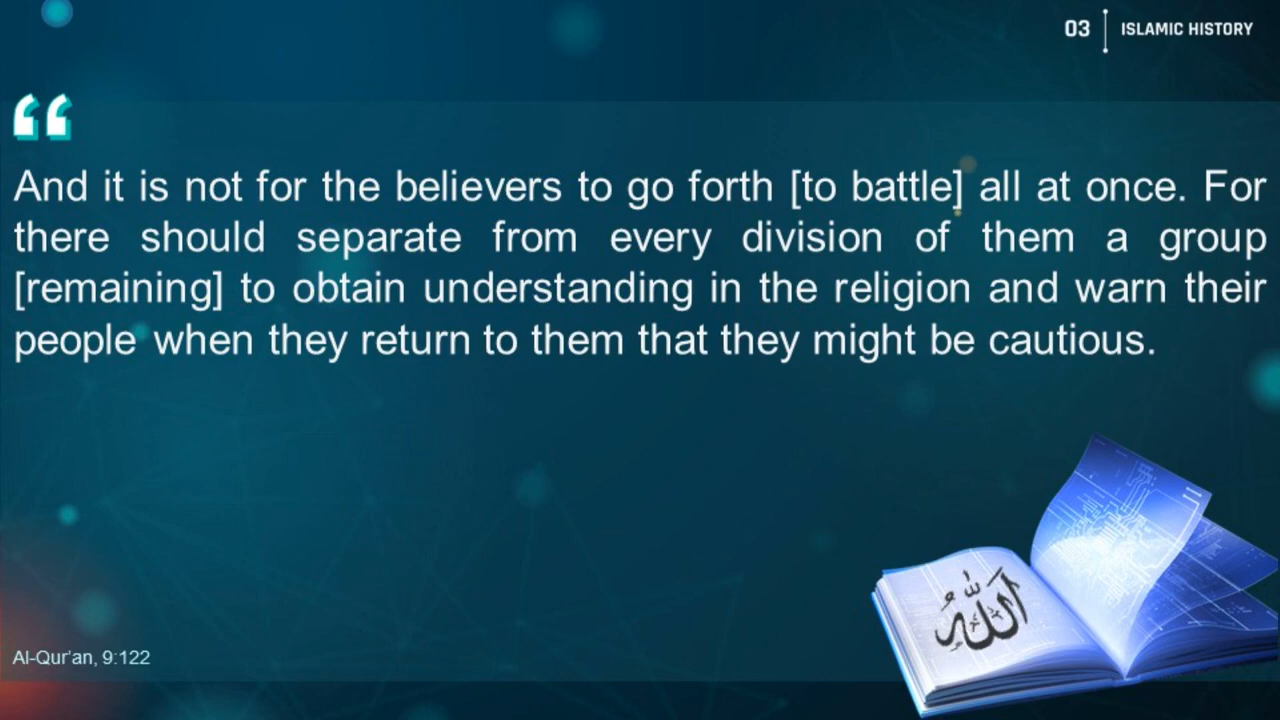 03 | ISLAMIC HISTORY
“
And it is not for the believers to go forth [to battle] all at once. For
there should separate from every division of them a group
[remaining] to obtain understanding in the religion and warn their
people when they return to them that they might be cautious.
الله
Al-Qur’an, 9:122